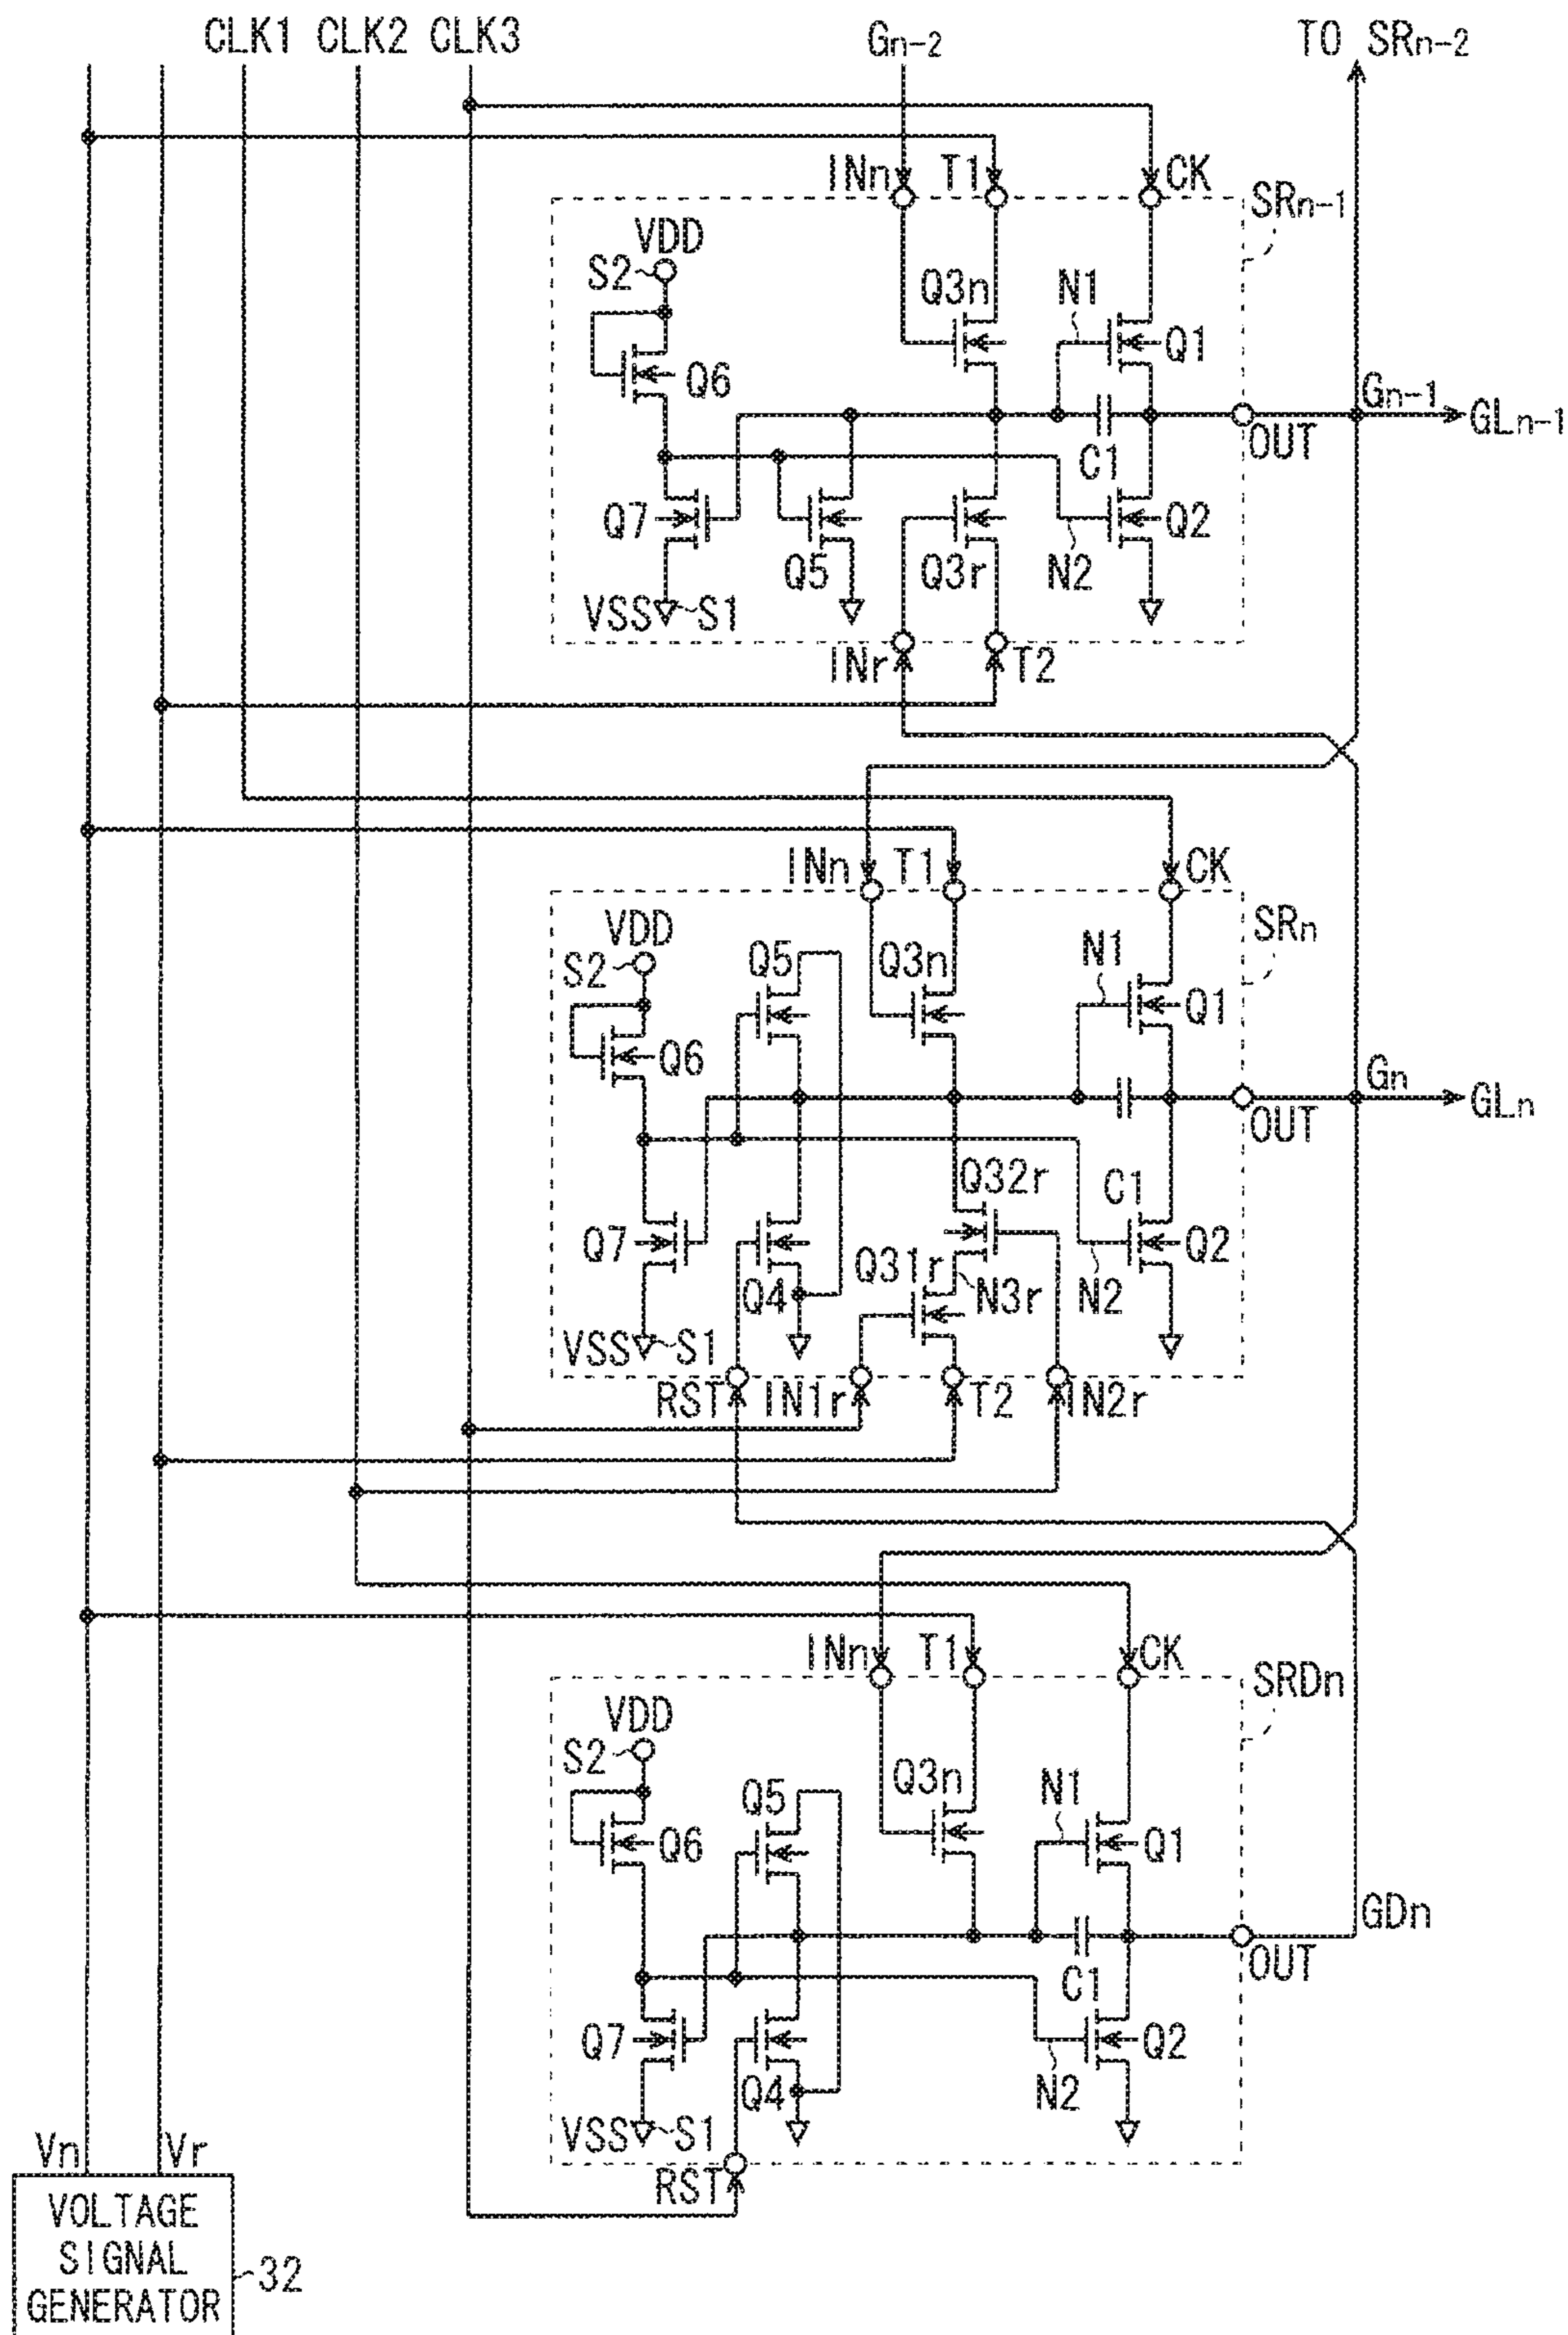 CLK1 CLK2 CLK3 Gn-2 TO SRn-2
INn T1 CK
SRn-1
VDD
S2
Q3n N1
Q1
Q6
Gn-1
GLn-1
OUT
C1
Q7 Q2
Q5 Q3r N2
VSS S1
INr T2
INn T1 CK
SRn
VDD
S2 Q5 Q3n N1
Q1
Q6
Gn
GLn
OUT
Q32r C1
Q7 Q2
Q31r
Q4 N3r N2
VSS S1
RST IN1r T2 IN2r
INn T1 CK
SRDn
VDD
S2
Q5 Q3n N1
Q6 Q1
GDn
OUT
C1
Q7 Q2
Q4 N2
VSS S1
Vn Vr
RST
VOLTAGE
SIGNAL
GENERATOR
32